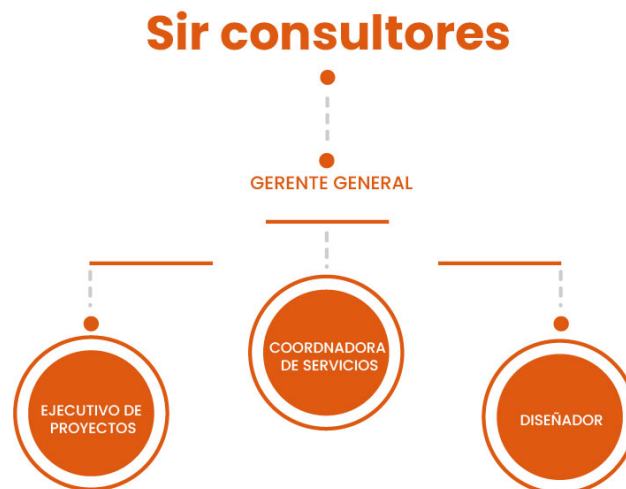 Sir consultores
GERENTE GENERAL
COORDNADORA
DE SERVICIOS
EJECUTIVO DE
PROYECTOS
DISEÑADOR